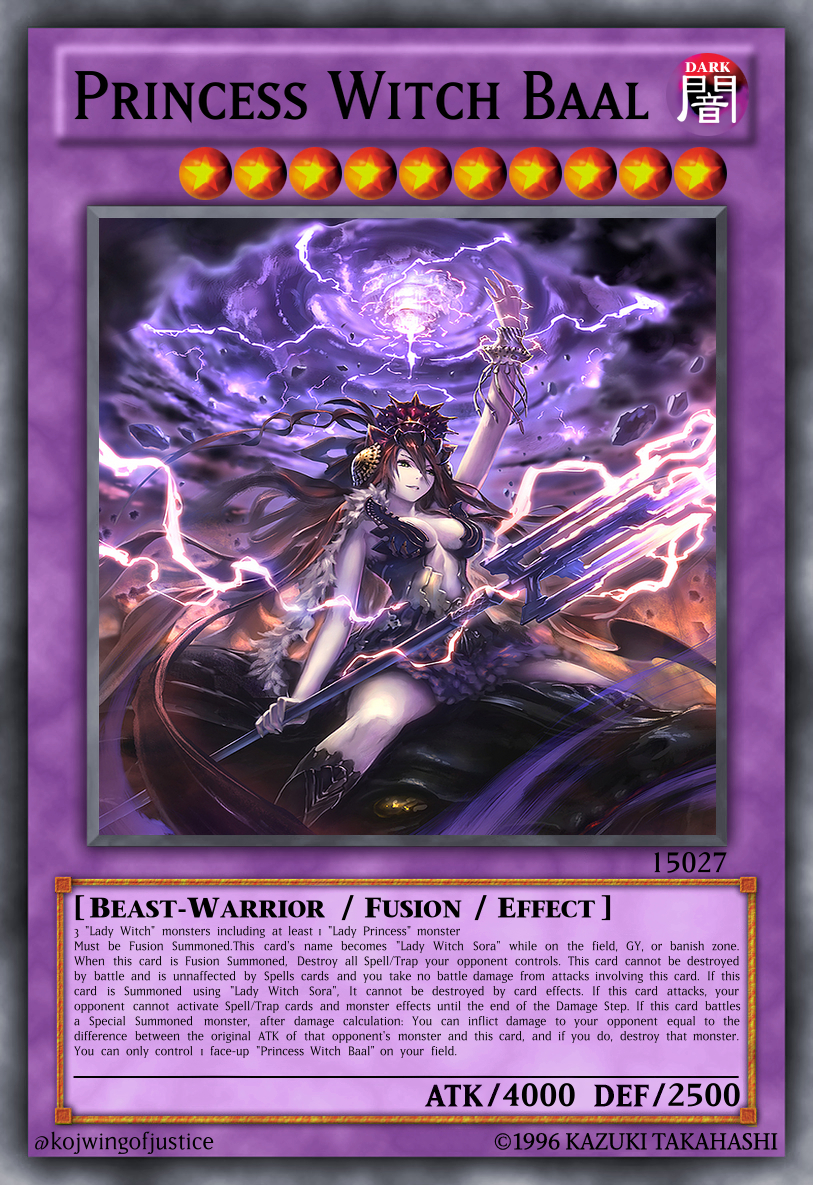 Princess Witch Baal
DARK
闇
15027
[ Beast-Warrior / Fusion / Effect ]
3 "Lady Witch" monsters including at least 1 "Lady Princess" monster
Must be Fusion Summoned.This card's name becomes "Lady Witch Sora" while on the field, GY, or banish zone.
When this card is Fusion Summoned, Destroy all Spell/Trap your opponent controls. This card cannot be destroyed
by battle and is unnaffected by Spells cards and you take no battle damage from attacks involving this card. If this
card is Summoned using "Lady Witch Sora", It cannot be destroyed by card effects. If this card attacks, your
opponent cannot activate Spell/Trap cards and monster effects until the end of the Damage Step. If this card battles
a Special Summoned monster, after damage calculation: You can inflict damage to your opponent equal to the
difference between the original ATK of that opponent's monster and this card, and if you do, destroy that monster.
You can only control 1 face-up "Princess Witch Baal" on your field.
ATK/4000 DEF/2500
@kojwingofjustice
©1996 KAZUKI TAKAHASHI